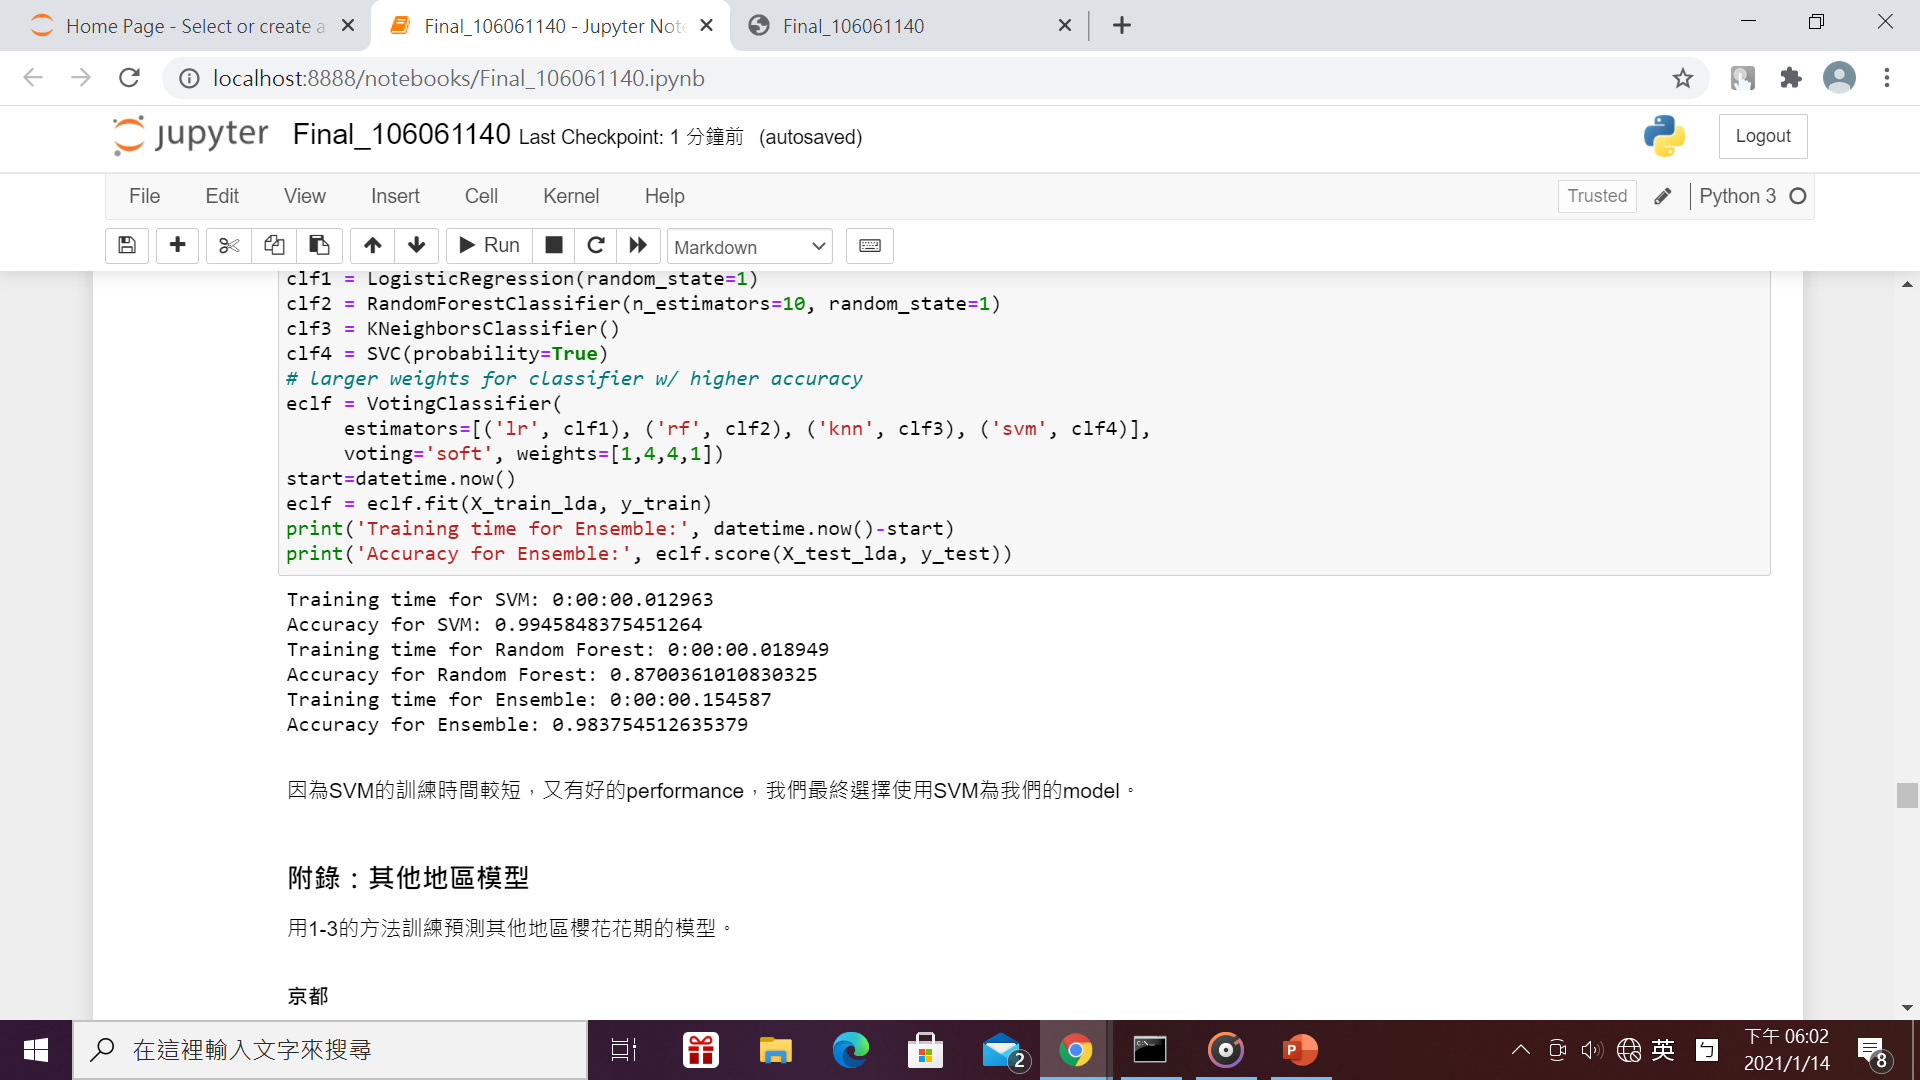 Home Page - Select or create a
Final_106061140 - Jupyter Note
Final_106061140
localhost:8888/notebooks/Final_106061140.ipynb
jupyter Final_106061140 Last Checkpoint: 1 分鐘前 (autosaved)
Logout
File Edit View Insert Cell Kernel Help
Trusted
Python 3
Run
Markdown
clf1 = LogisticRegression(random_state=1)
clf2 = RandomForestClassifier(n_estimators=10, random_state=1)
clf3 = KNeighborsClassifier()
clf4 = SVC(probability=True)
# larger weights for classifier w/ higher accuracy
eclf = VotingClassifier(
     estimators=[('lr', clf1), ('rf', clf2), ('knn', clf3), ('svm', clf4)],
     voting='soft', weights=[1,4,4,1])
start=datetime.now()
eclf = eclf.fit(X_train_lda, y_train)
print('Training time for Ensemble:', datetime.now()-start)
print('Accuracy for Ensemble:', eclf.score(X_test_lda, y_test))
Training time for SVM: 0:00:00.012963
Accuracy for SVM: 0.9945848375451264
Training time for Random Forest: 0:00:00.018949
Accuracy for Random Forest: 0.8700361010830325
Training time for Ensemble: 0:00:00.154587
Accuracy for Ensemble: 0.983754512635379
因為SVM的訓練時間較短，又有好的performance，我們最終選擇使用SVM為我們的model。
附錄：其他地區模型
用1-3的方法訓練預測其他地區櫻花花期的模型。
京都
在這裡輸入文字來搜尋
2
P
英
ㄅ
下午 06:02
2021/1/14
8